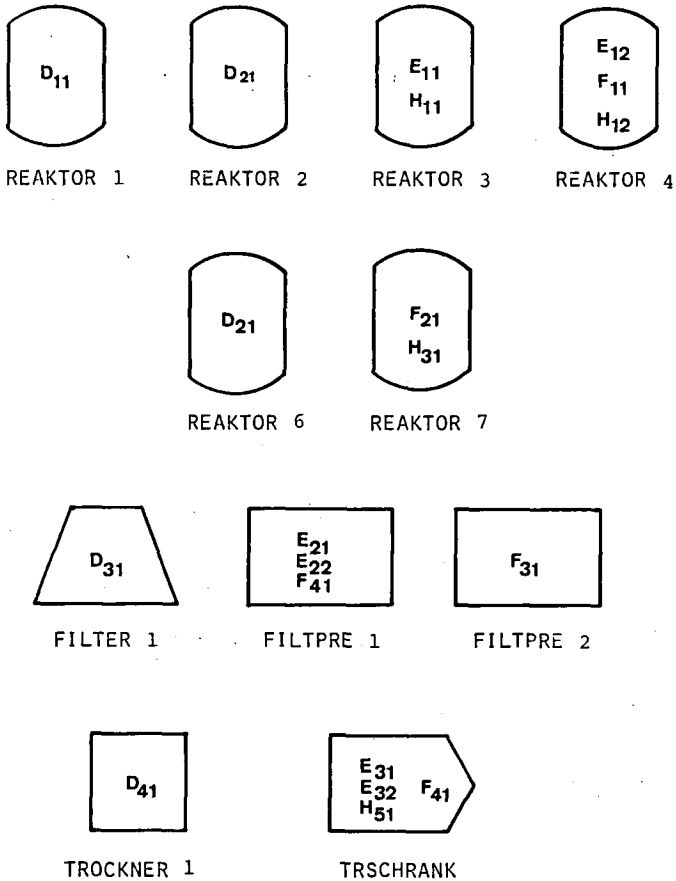 D11
D21
E11
H11
E12
F11
H12
REAKTOR 1
REAKTOR 2
REAKTOR 3
REAKTOR 4
D21
F21
H31
REAKTOR 6
REAKTOR 7
D31
E21
E22
F41
F31
FILTER 1
FILTPRE 1
FILTPRE 2
D41
E31
E32
H51
F41
TROCKNER 1
TRSCHRANK